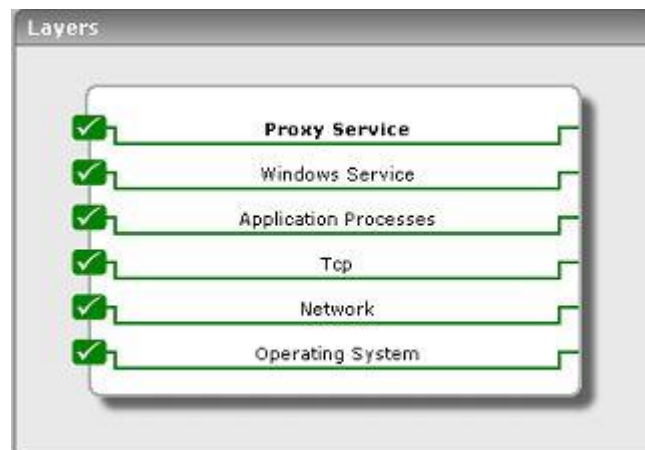 Layers
Proxy Service
Windows Service
Application Processes
Tcp
Network
Operating System